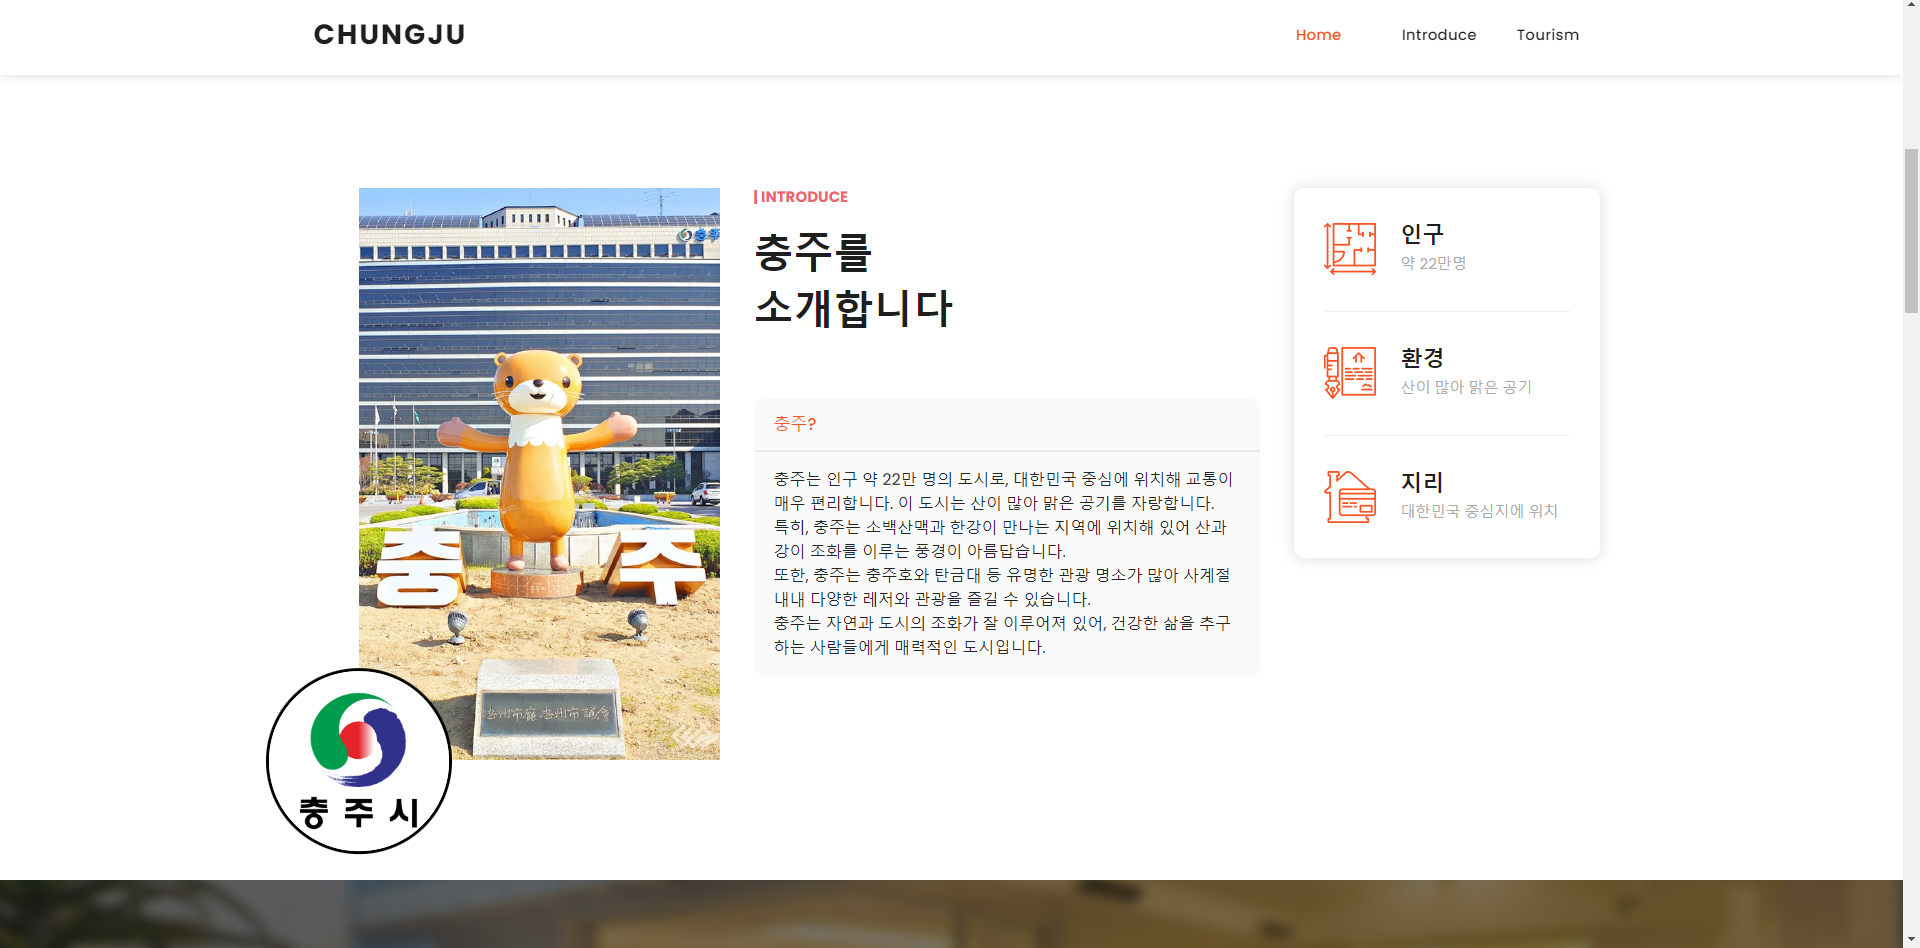 CHUNGJU
Home
Introduce
Tourism
| INTRODUCE
충주를
소개합니다
충주?
충주는 인구 약 22만 명의 도시로, 대한민국 중심에 위치해 교통이
매우 편리합니다. 이 도시는 산이 많아 맑은 공기를 자랑합니다.
특히, 충주는 소백산맥과 한강이 만나는 지역에 위치해 있어 산과
강이 조화를 이루는 풍경이 아름답습니다.
또한, 충주는 충주호와 탄금대 등 유명한 관광 명소가 많아 사계절
내내 다양한 레저와 관광을 즐길 수 있습니다.
충주는 자연과 도시의 조화가 잘 이루어져 있어, 건강한 삶을 추구
하는 사람들에게 매력적인 도시입니다.
인구
약 22만명
환경
산이 많아 맑은 공기
지리
대한민국 중심지에 위치
충주
충주
忠州市廳 忠州市議會
충주시